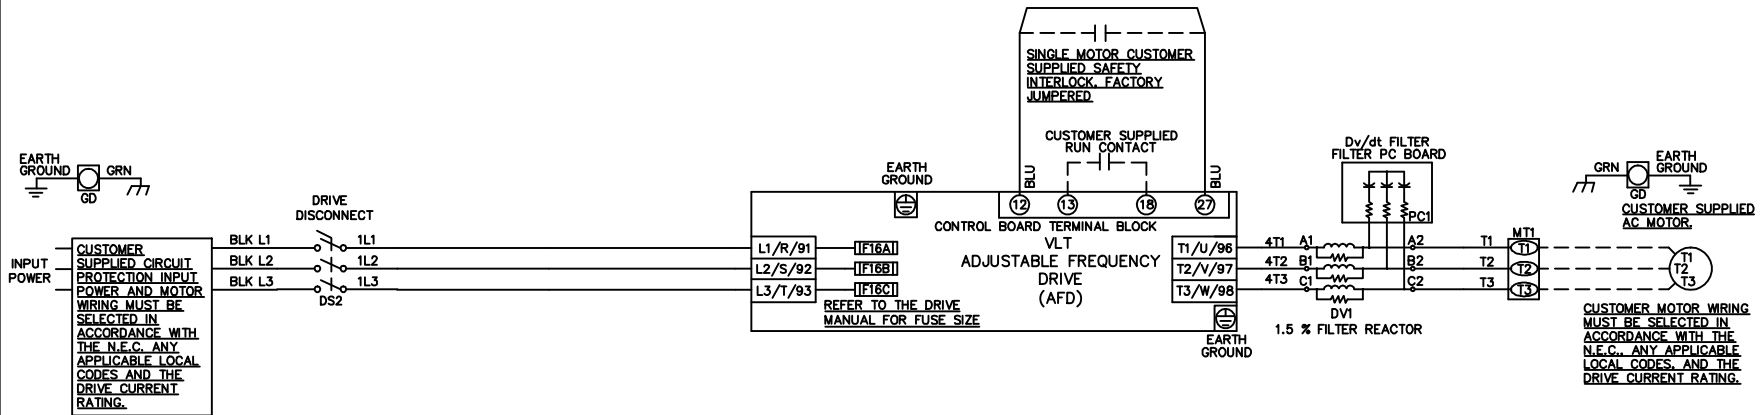 SINGLE MOTOR CUSTOMER
SUPPLIED SAFETY
INTERLOCK, FACTORY
JUMPERED
CUSTOMER SUPPLIED
RUN CONTACT
BLU
BLU
EARTH
GROUND
GRN
GD
DRIVE
DISCONNECT
INPUT
POWER
CUSTOMER
SUPPLIED CIRCUIT
PROTECTION INPUT
POWER AND MOTOR
WIRING MUST BE
SELECTED IN
ACCORDANCE WITH
THE N.E.C. ANY
APPLICABLE LOCAL
CODES AND THE
DRIVE CURRENT
RATING.
BLK L1
BLK L2
BLK L3
1L1
1L2
1L3
DS2
EARTH
GROUND
12
13
18
27
CONTROL BOARD TERMINAL BLOCK
VLT
ADJUSTABLE FREQUENCY
DRIVE
(AFD)
L1/R/91
L2/S/92
L3/T/93
F16A
F16B
F16C
REFER TO THE DRIVE
MANUAL FOR FUSE SIZE
T1/U/96
T2/V/97
T3/W/98
EARTH
GROUND
4T1
4T2
4T3
A1
B1
C1
DV1
1.5 % FILTER REACTOR
Dv/dt FILTER
FILTER PC BOARD
PC1
A2
B2
C2
T1
T2
T3
MT1
T1
T2
T3
GRN
GD
EARTH
GROUND
CUSTOMER SUPPLIED
AC MOTOR.
T1
T2
T3
CUSTOMER MOTOR WIRING
MUST BE SELECTED IN
ACCORDANCE WITH THE
N.E.C., ANY APPLICABLE
LOCAL CODES, AND THE
DRIVE CURRENT RATING.